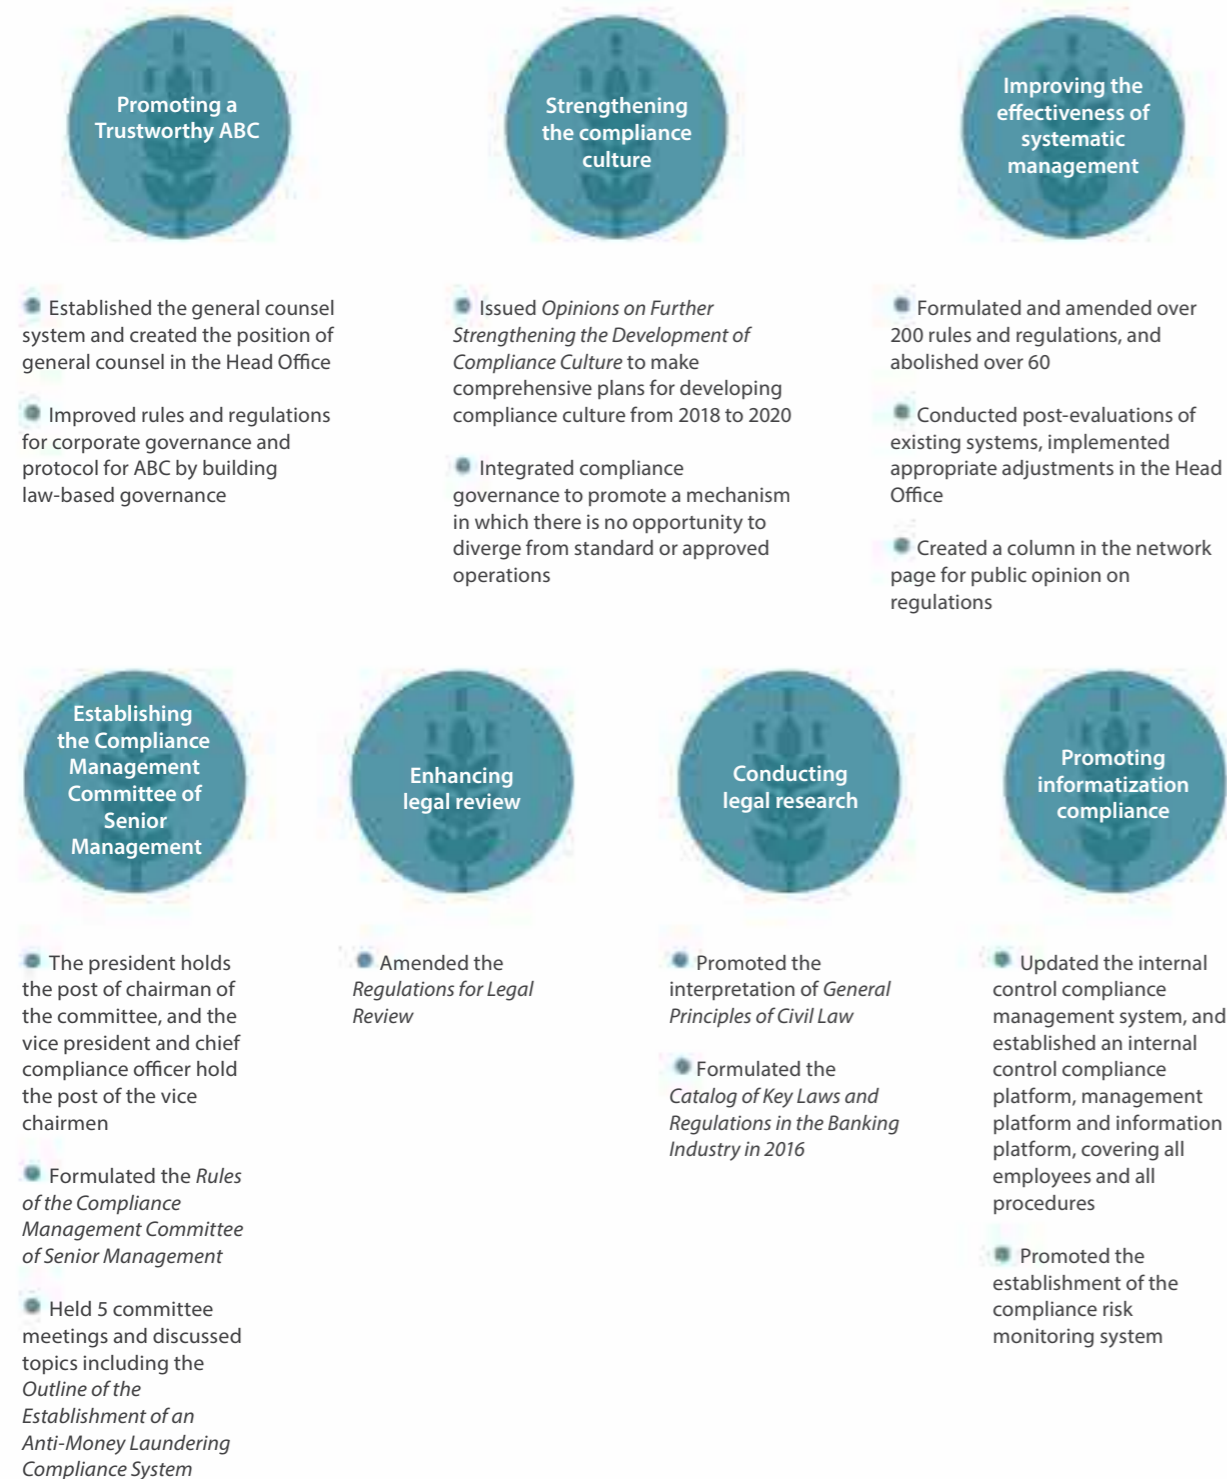 Promoting a
Trustworthy ABC
Established the general counsel
system and created the position of
general counsel in the Head Office
Improved rules and regulations
for corporate governance and
protocol for ABC by building
law-based governance
Strengthening
the compliance
culture
Issued Opinions on Further
Strengthening the Development of
Compliance Culture to make
comprehensive plans for developing
compliance culture from 2018 to 2020
Integrated compliance
governance to promote a mechanism
in which there is no opportunity to
diverge from standard or approved
operations
Improving the
effectiveness of
systematic
management
Formulated and amended over
200 rules and regulations, and
abolished over 60
Conducted post-evaluations of
existing systems, implemented
appropriate adjustments in the Head
Office
Created a column in the network
page for public opinion on
regulations
Establishing
the Compliance
Management
Committee of
Senior
Management
The president holds
the post of chairman of
the committee, and the
vice president and chief
compliance officer hold
the post of the vice
chairmen
Formulated the Rules
of the Compliance
Management Committee
of Senior Management
Held 5 committee
meetings and discussed
topics including the
Outline of the
Establishment of an
Anti-Money Laundering
Compliance System
Enhancing
legal review
Amended the
Regulations for Legal
Review
Conducting
legal research
Promoted the
interpretation of General
Principles of Civil Law
Formulated the
Catalog of Key Laws and
Regulations in the Banking
Industry in 2016
Promoting
informatization
compliance
Updated the internal
control compliance
management system, and
established an internal
control compliance
platform, management
platform and information
platform, covering all
employees and all
procedures
Promoted the
establishment of the
compliance risk
monitoring system